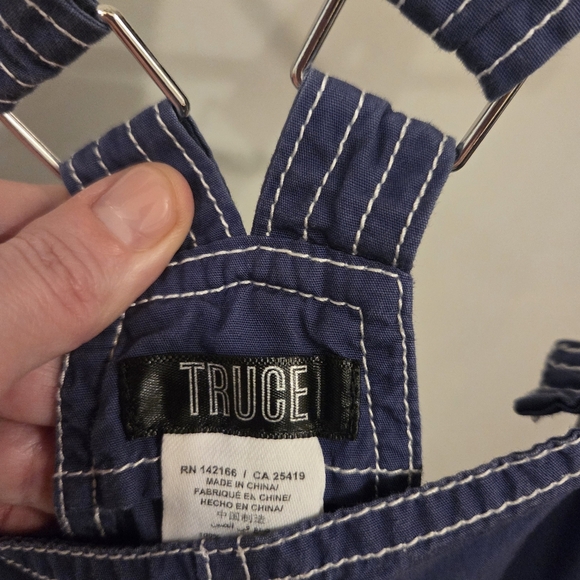 TRUCE
RN 142166 / CA 25419
MADE IN CHINA/
FABRIQUÉ EN CHINE/
HECHO EN CHINA/
中国制造